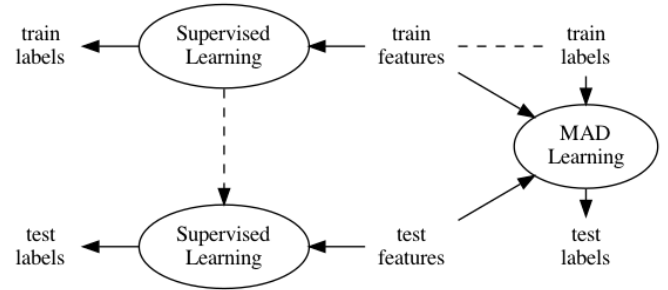 train
labels
Supervised
Learning
train
features
train
labels
MAD
Learning
test
labels
Supervised
Learning
test
features
test
labels